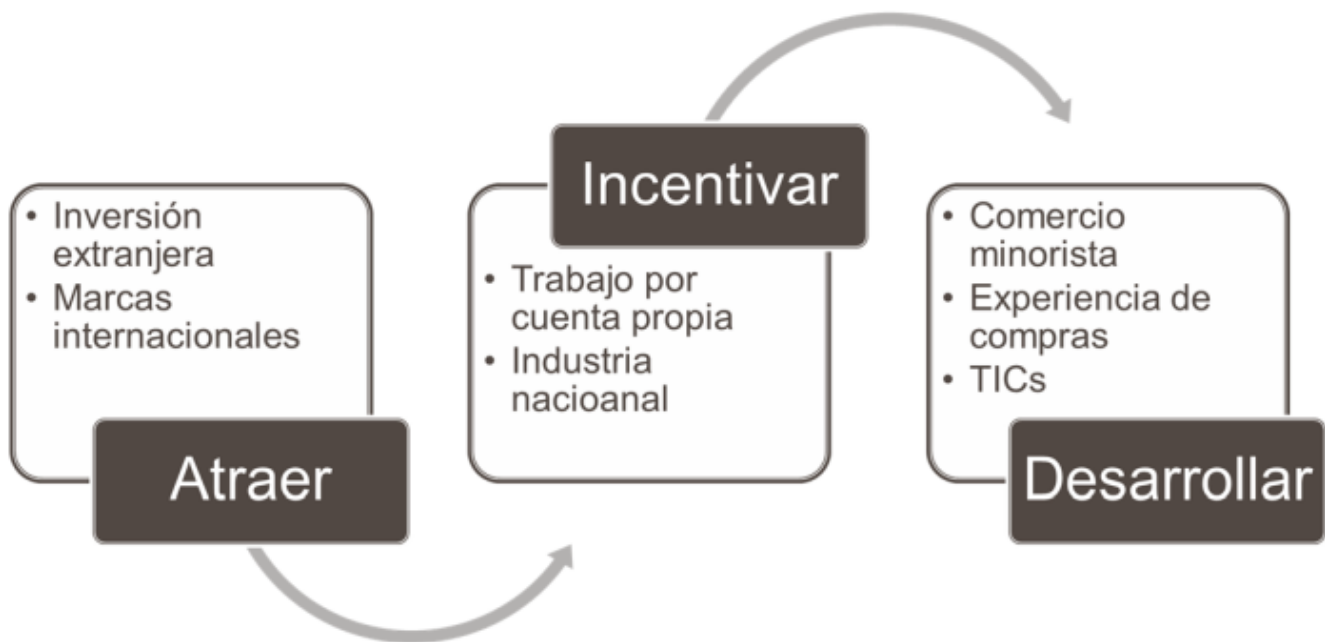 • Inversión
extranjera
• Marcas
internacionales
Atraer
Incentivar
• Trabajo por
cuenta propia
• Industria
nacioanal
• Comercio
minorista
• Experiencia de
compras
• TICs
Desarrollar